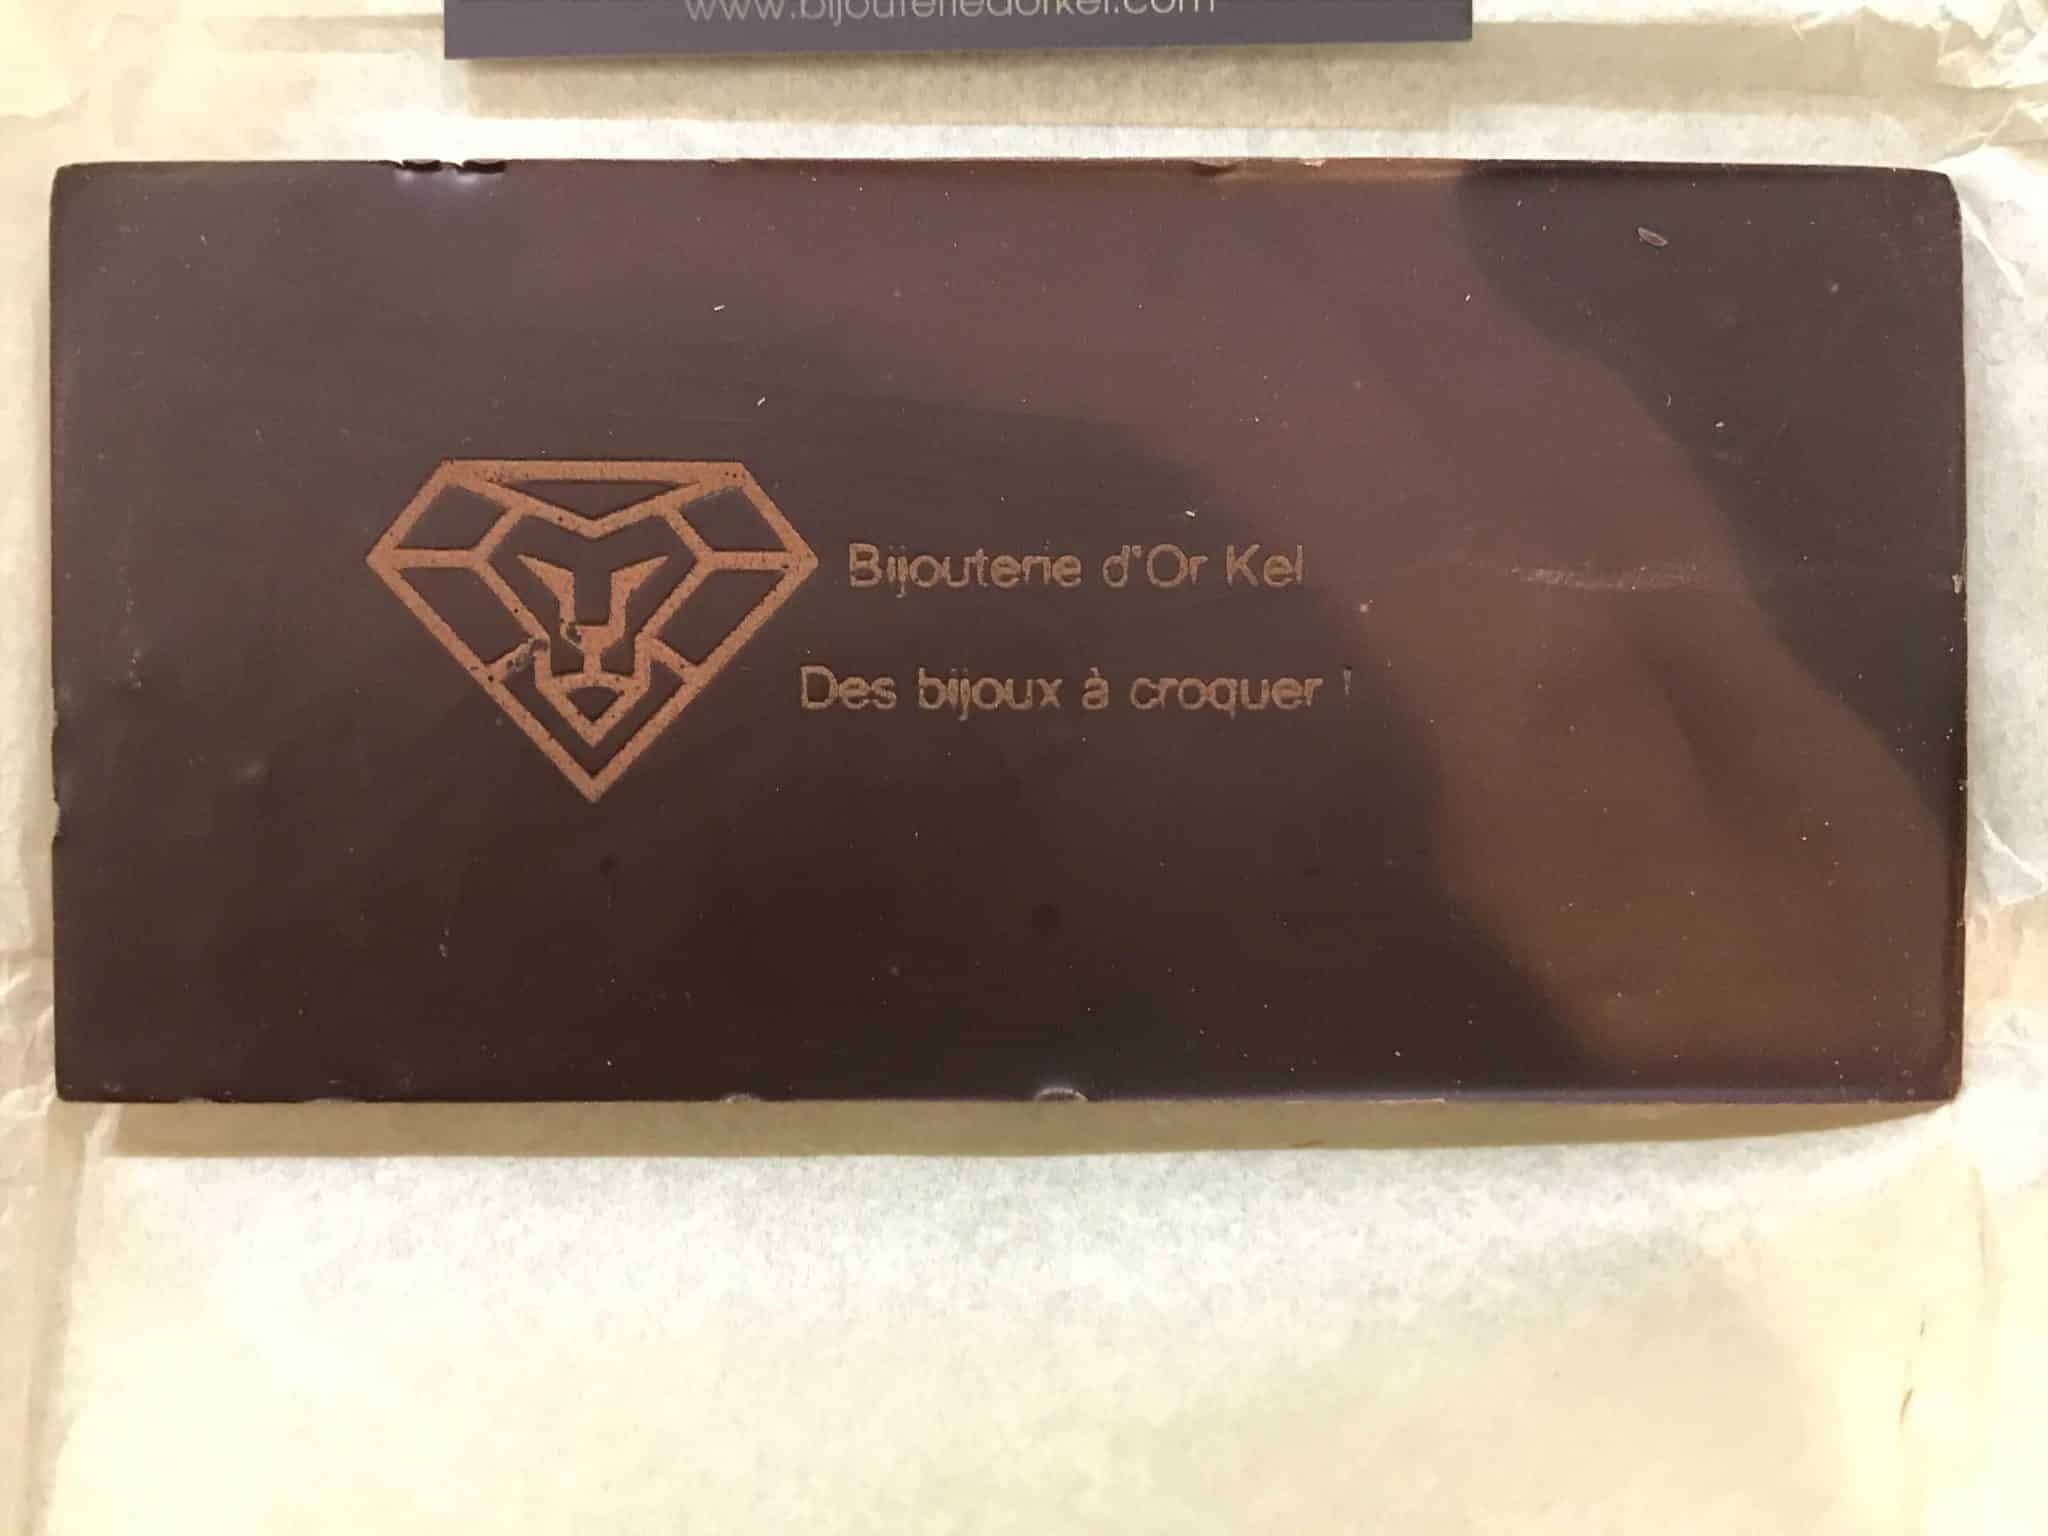 www.bijouteriedorkel.com
Bijouterie d'Or Kel
Des bijoux à croquer !